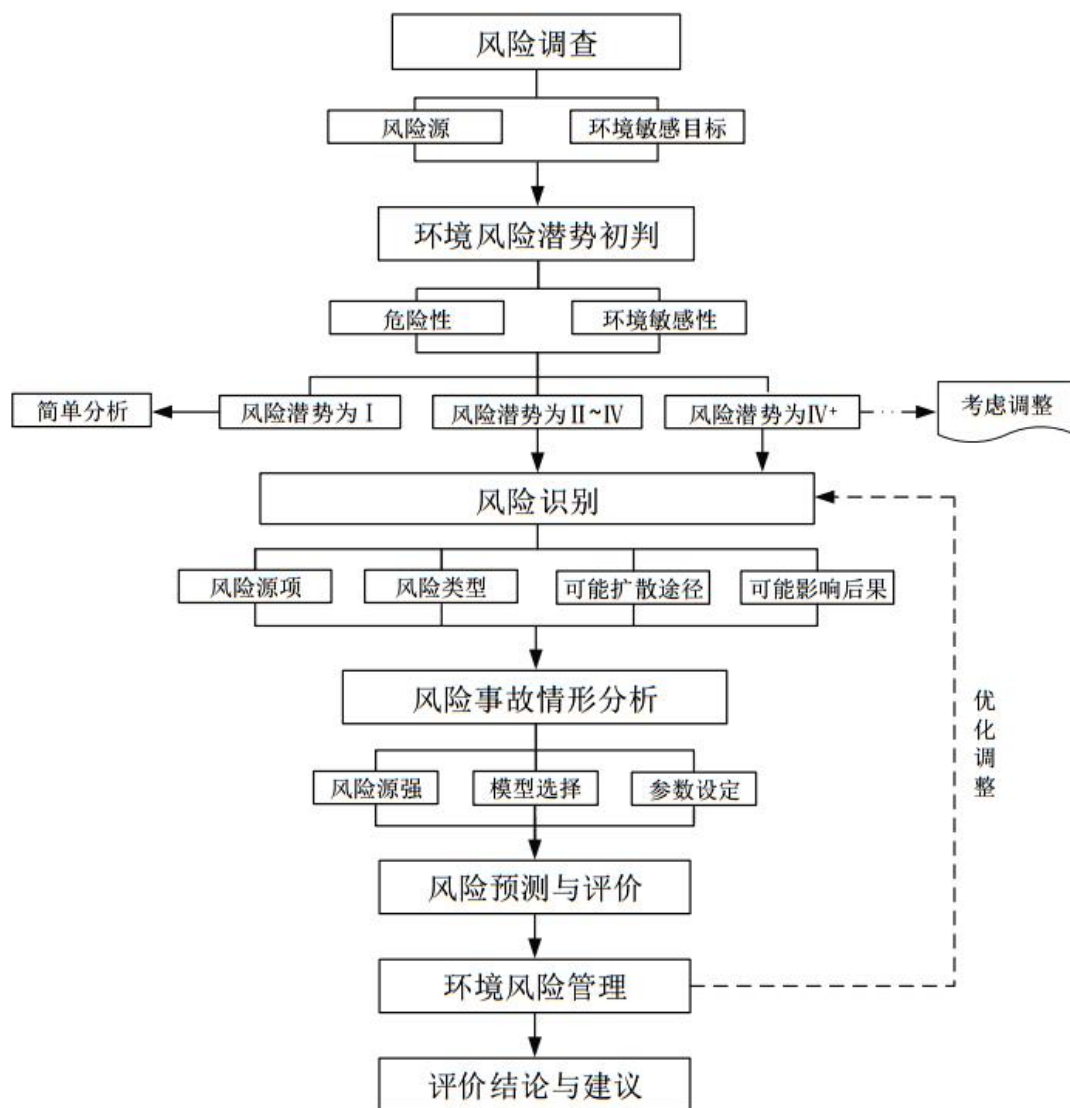 风险调查
风险源
环境敏感目标
环境风险潜势初判
危险性
环境敏感性
简单分析
风险潜势为Ⅰ
风险潜势为Ⅱ~Ⅳ
风险潜势为Ⅳ⁺
考虑调整
风险识别
风险源项
风险类型
可能扩散途径
可能影响后果
风险事故情形分析
优化调整
风险源强
模型选择
参数设定
风险预测与评价
环境风险管理
评价结论与建议